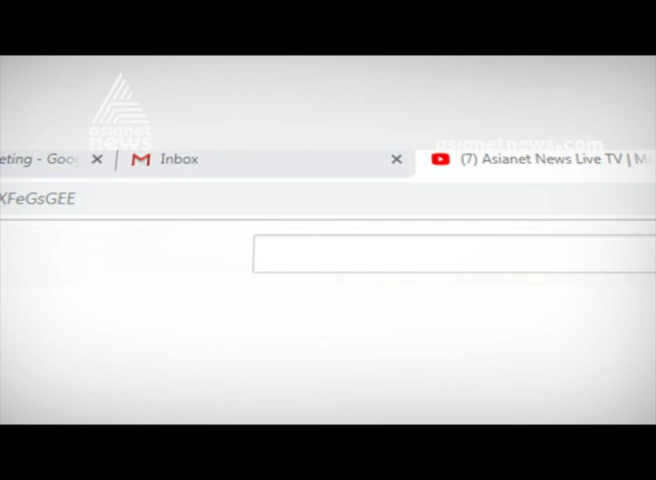 asianet
news
asianetnews.com
eting - Goog
Inbox
(7) Asianet News Live TV | M
XFeGsGEE